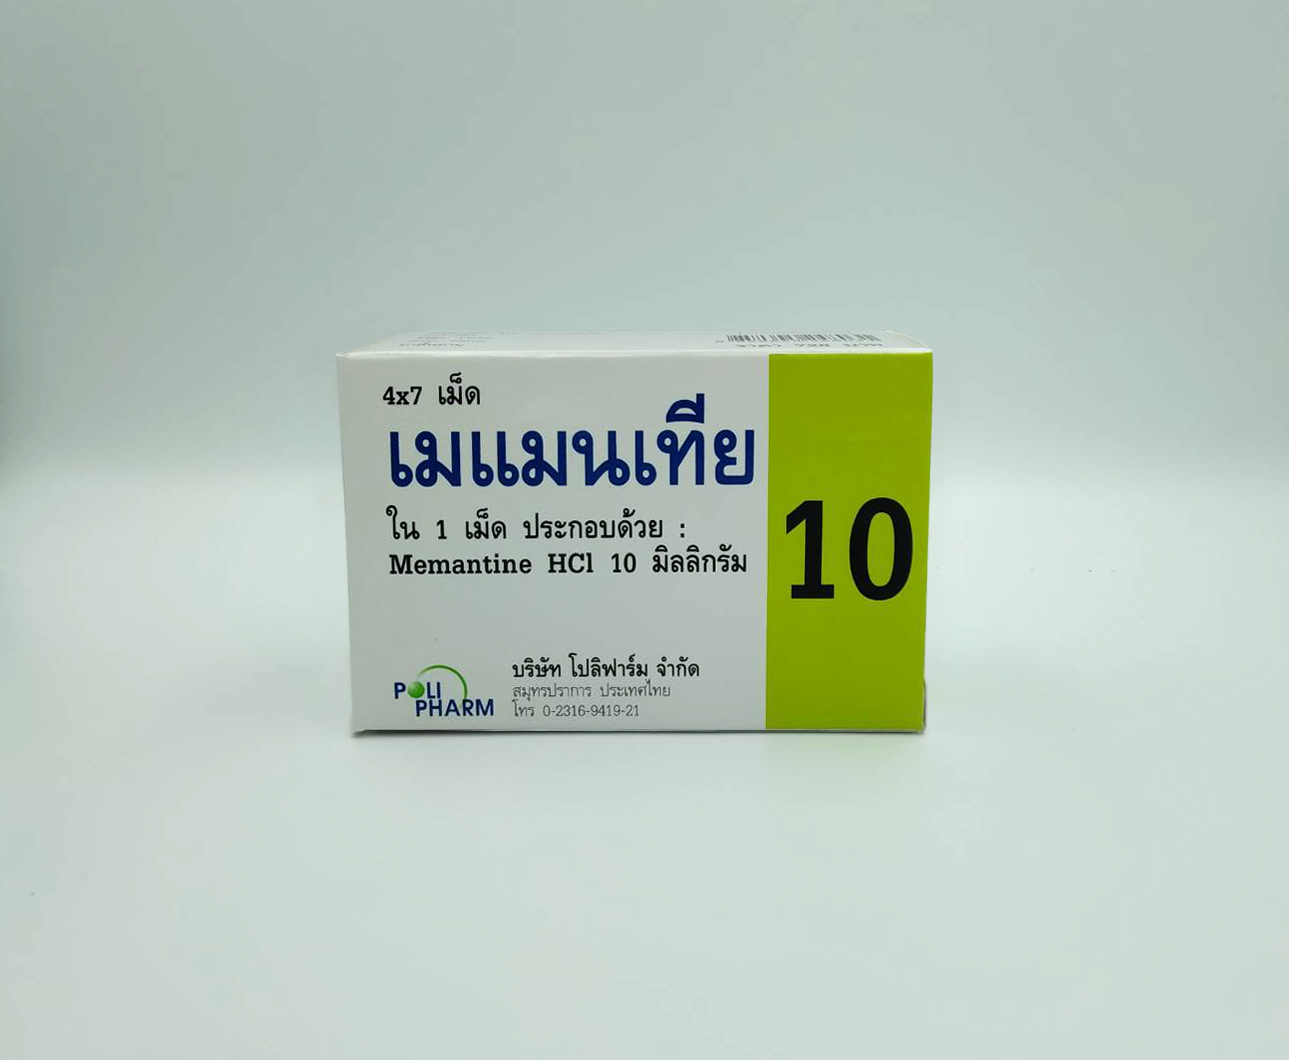 4x7 เม็ด
เมแมนเทีย
ใน 1 เม็ด ประกอบด้วย :
Memantine HCl 10 มิลลิกรัม
10
POLI
PHARM
บริษัท โปลิฟาร์ม จำกัด
สมุทรปราการ ประเทศไทย
โทร 0-2316-9419-21